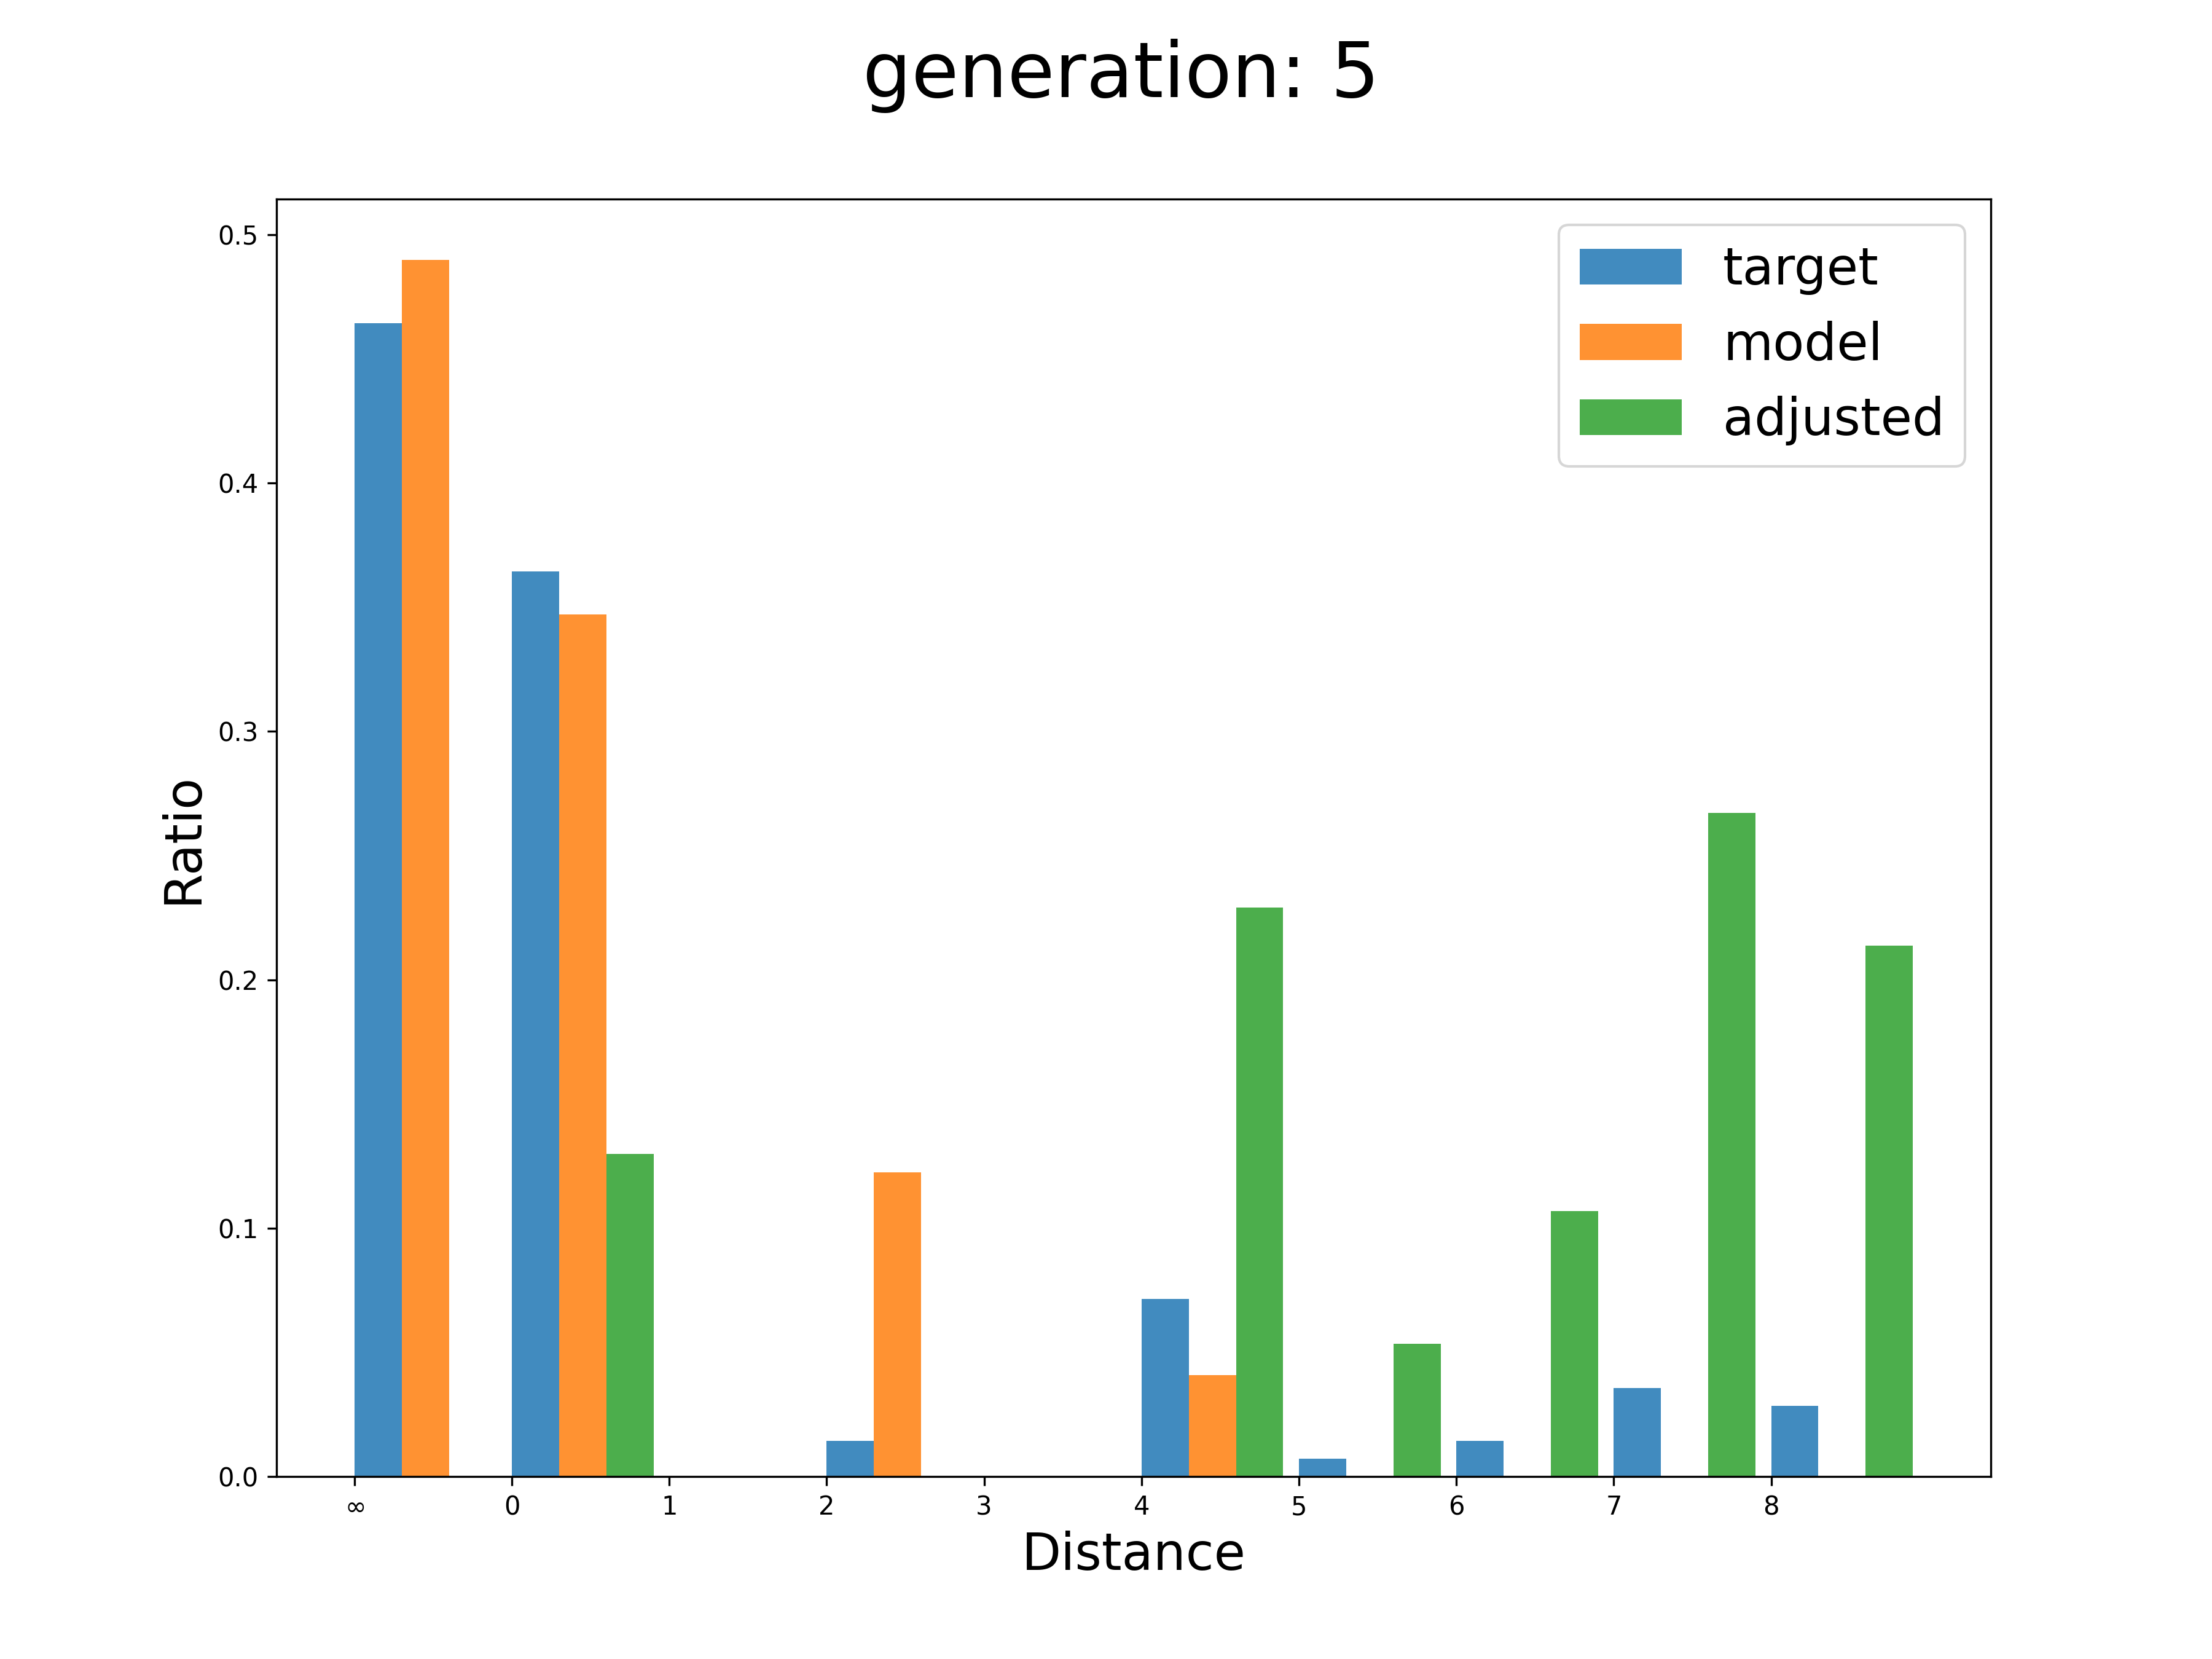 generation: 5
target
model
adjusted
0.5
0.4
0.3
0.2
0.1
0.0
Ratio
∞ 0 1 2 3 4 5 6 7 8
Distance